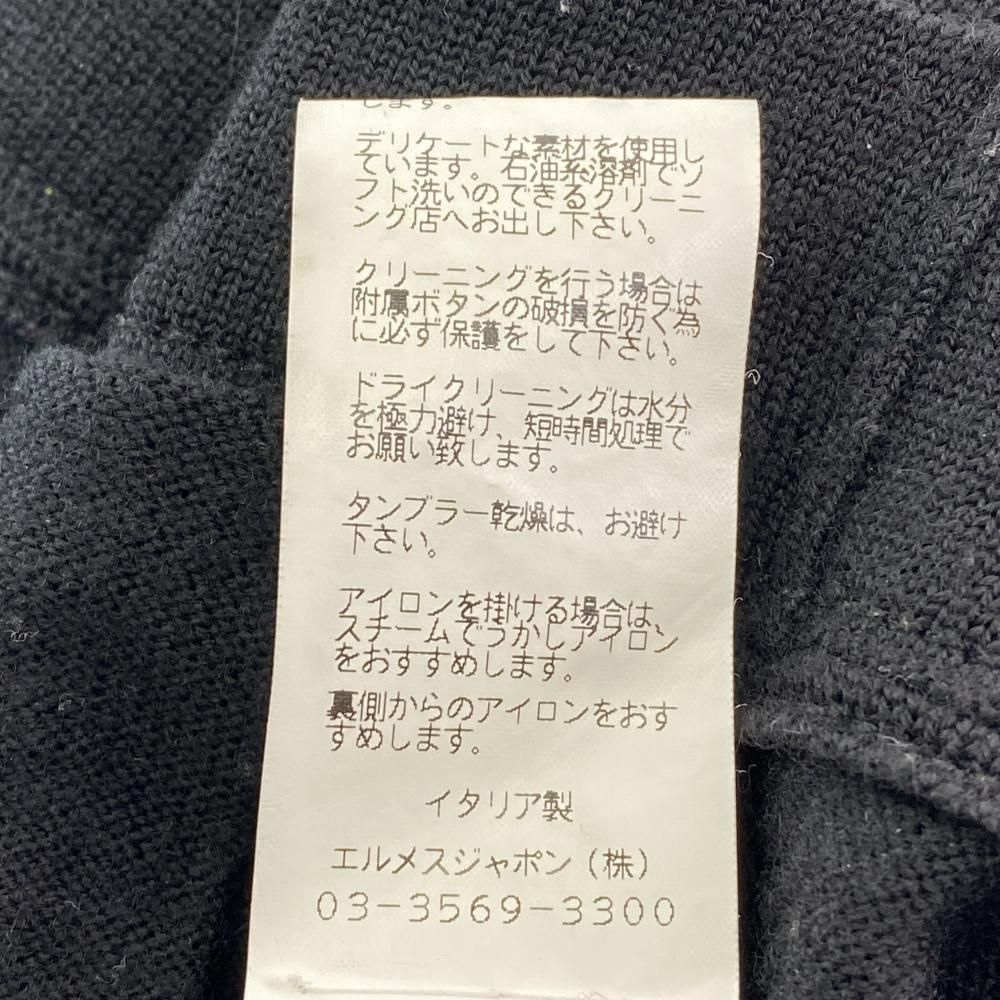 します。
デリケートな素材を使用し
ています。石油系溶剤でソ
フト洗いのできるクリーニ
ング店へお出し下さい。
クリーニングを行う場合は
附属ボタンの破損を防ぐ為
に必ず保護をして下さい。
ドライクリーニングは水分
を極力避け、短時間処理で
お願い致します。
タンブラー乾燥は、お避け
下さい。
アイロンを掛ける場合は、
スチームでうかしアイロン
をおすすめします。
裏側からのアイロンをおす
すめします。
イタリア製
エルメスジャポン(株)
03-3569-3300